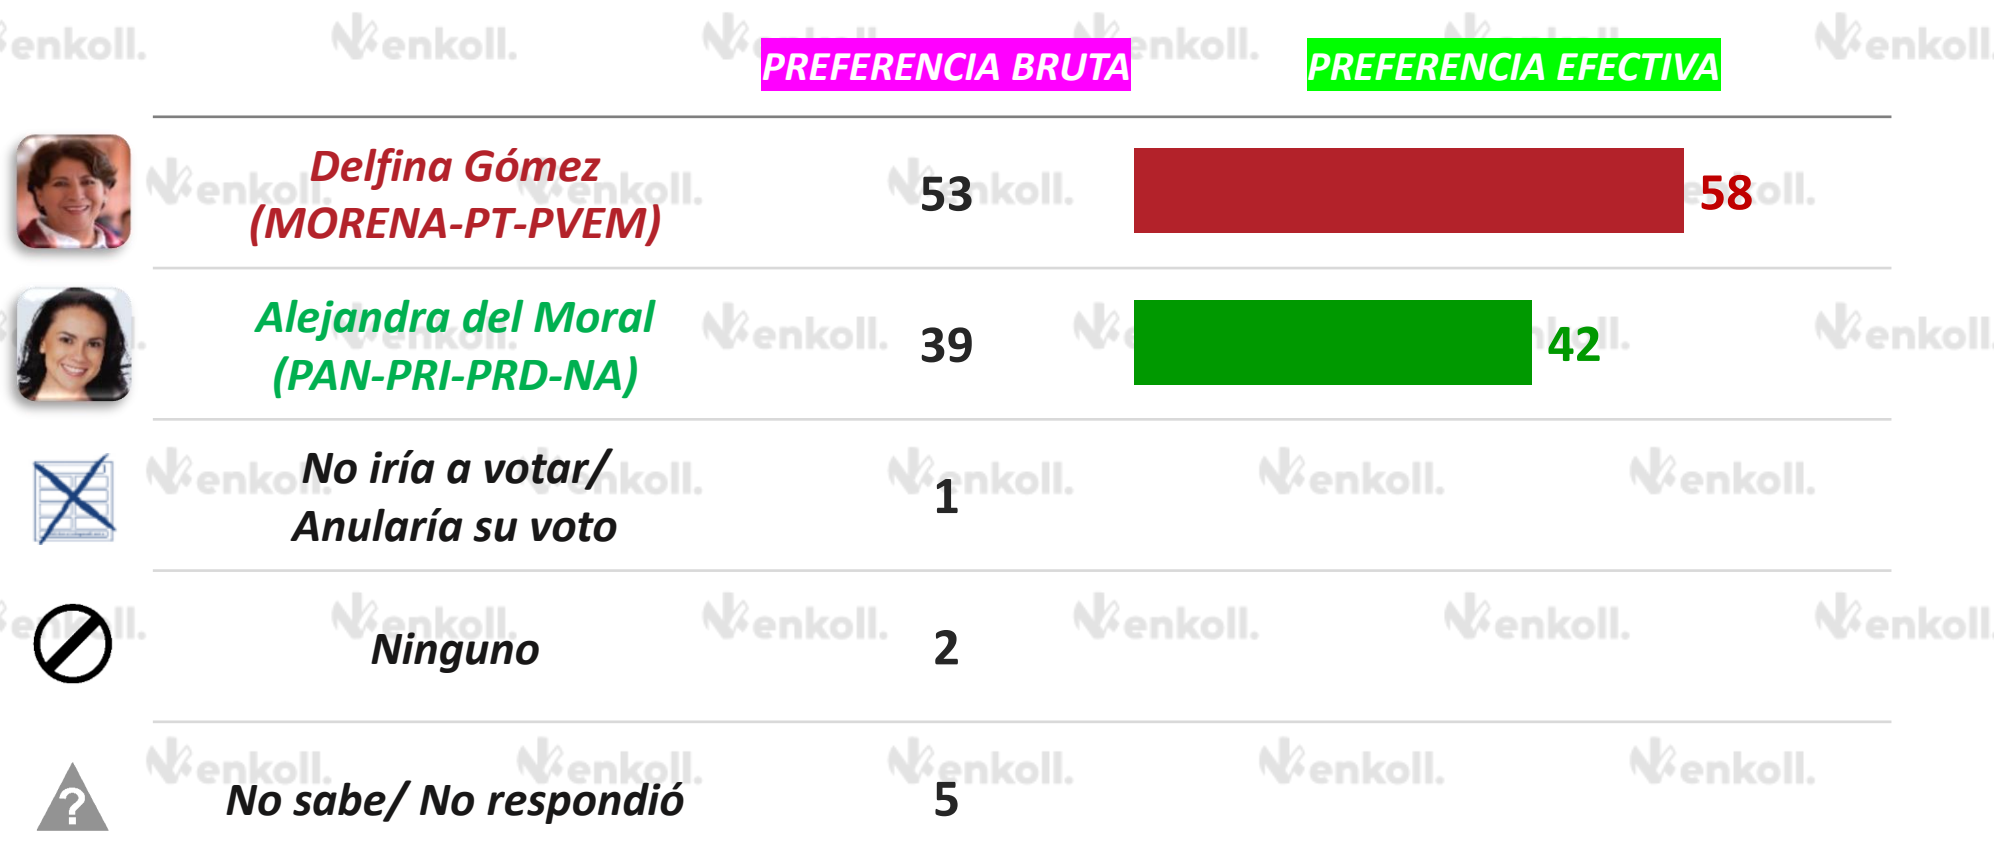 PREFERENCIA BRUTA
PREFERENCIA EFECTIVA
Delfina Gómez
(MORENA-PT-PVEM)
53
58
Alejandra del Moral
(PAN-PRI-PRD-NA)
39
42
No iría a votar/
Anularía su voto
1
Ninguno
2
?
No sabe/ No respondió
5
enkoll.